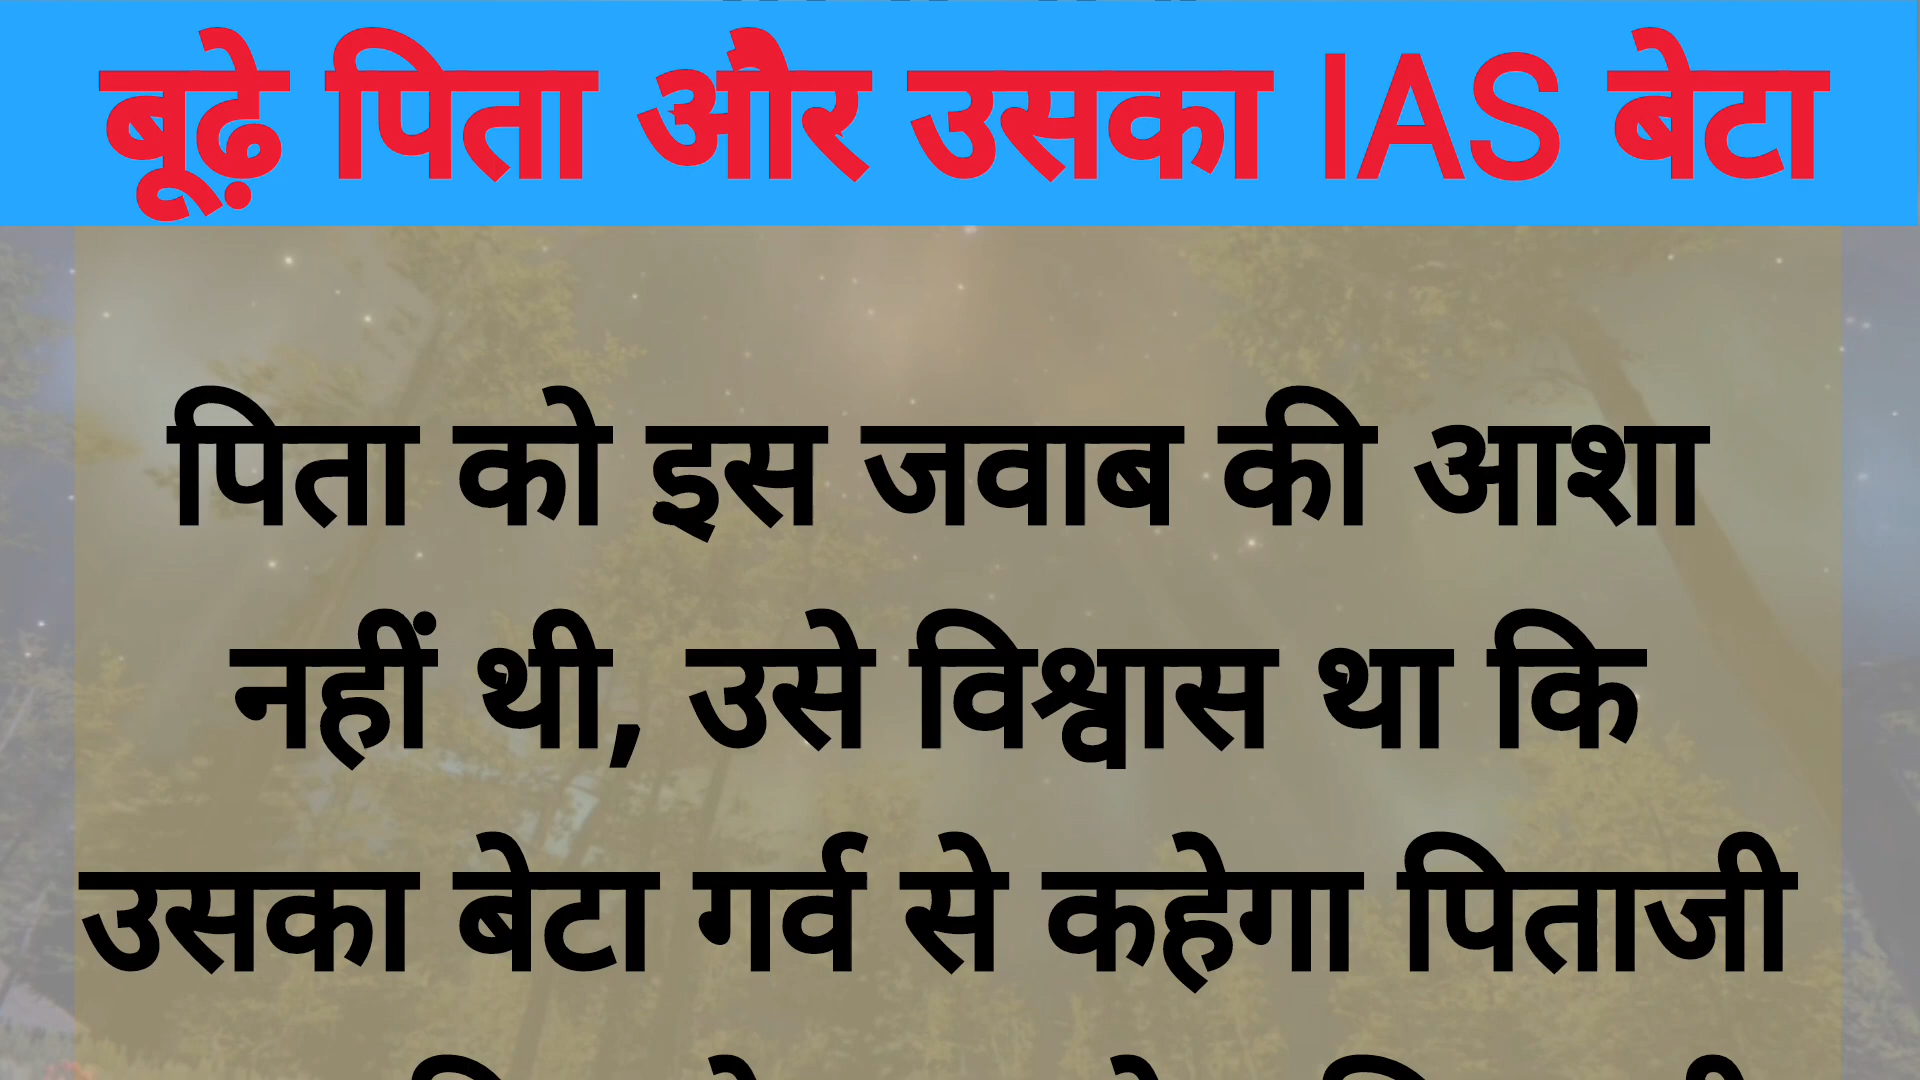 बूढ़े पिता और उसका IAS बेटा
पिता को इस जवाब की आशा
नहीं थी, उसे विश्वास था कि
उसका बेटा गर्व से कहेगा पिताजी